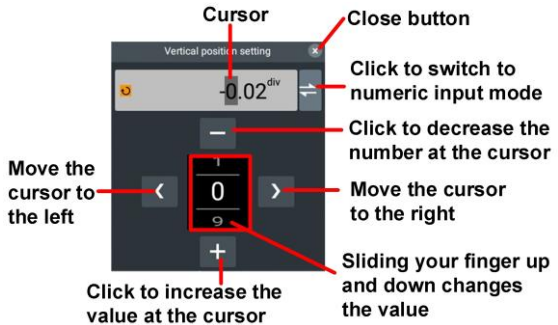 Cursor
Close button
Vertical position setting
-0.02 div
Click to switch to
numeric input mode
Click to decrease the
number at the cursor
Move the
cursor to
the left
1
0
9
Move the cursor
to the right
Sliding your finger up
and down changes
the value
Click to increase the
value at the cursor